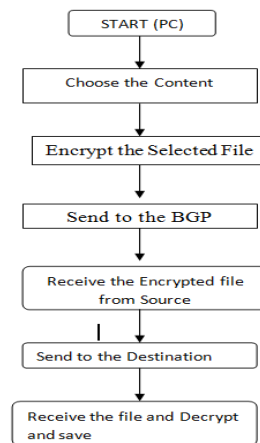 START (PC)
Choose the Content
Encrypt the Selected File
Send to the BGP
Receive the Encrypted file
from Source
Send to the Destination
Receive the file and Decrypt
and save